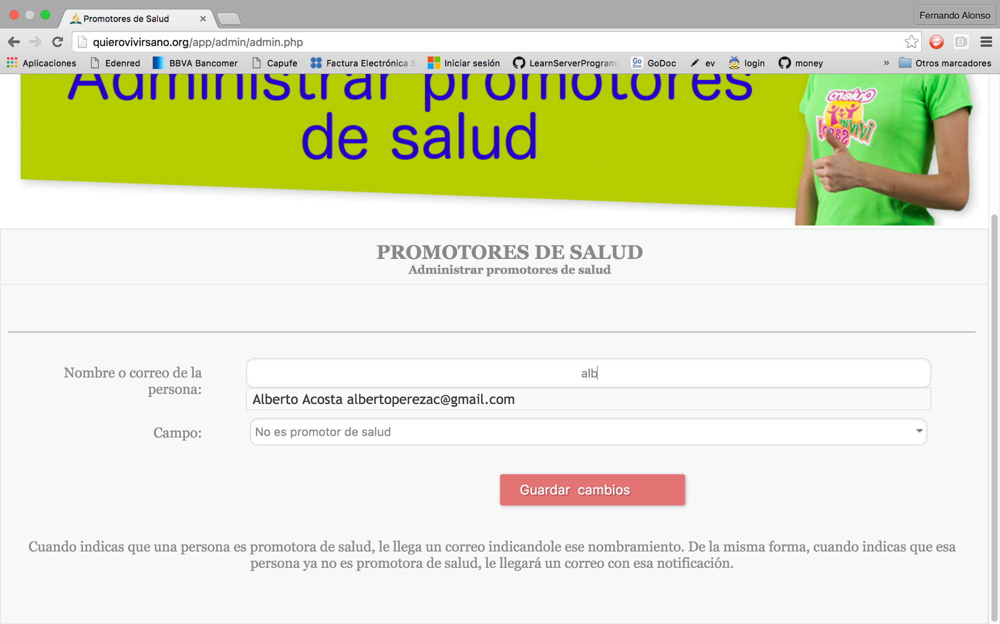 Promotores de Salud
Fernando Alonso
quierovivirsano.org/app/admin/admin.php
Aplicaciones Edenred BBVA Bancomer Capufe Factura Electrónica S Iniciar sesión LearnServerProgram GoDoc ev login money » Otros marcadores
Administrar promotores
de salud
Quiero
Vivir
Sano!
PROMOTORES DE SALUD
Administrar promotores de salud
Nombre o correo de la
persona:
alb
Alberto Acosta albertoperezac@gmail.com
Campo:
No es promotor de salud
Guardar cambios
Cuando indicas que una persona es promotora de salud, le llega un correo indicandole ese nombramiento. De la misma forma, cuando indicas que esa
persona ya no es promotora de salud, le llegará un correo con esa notificación.